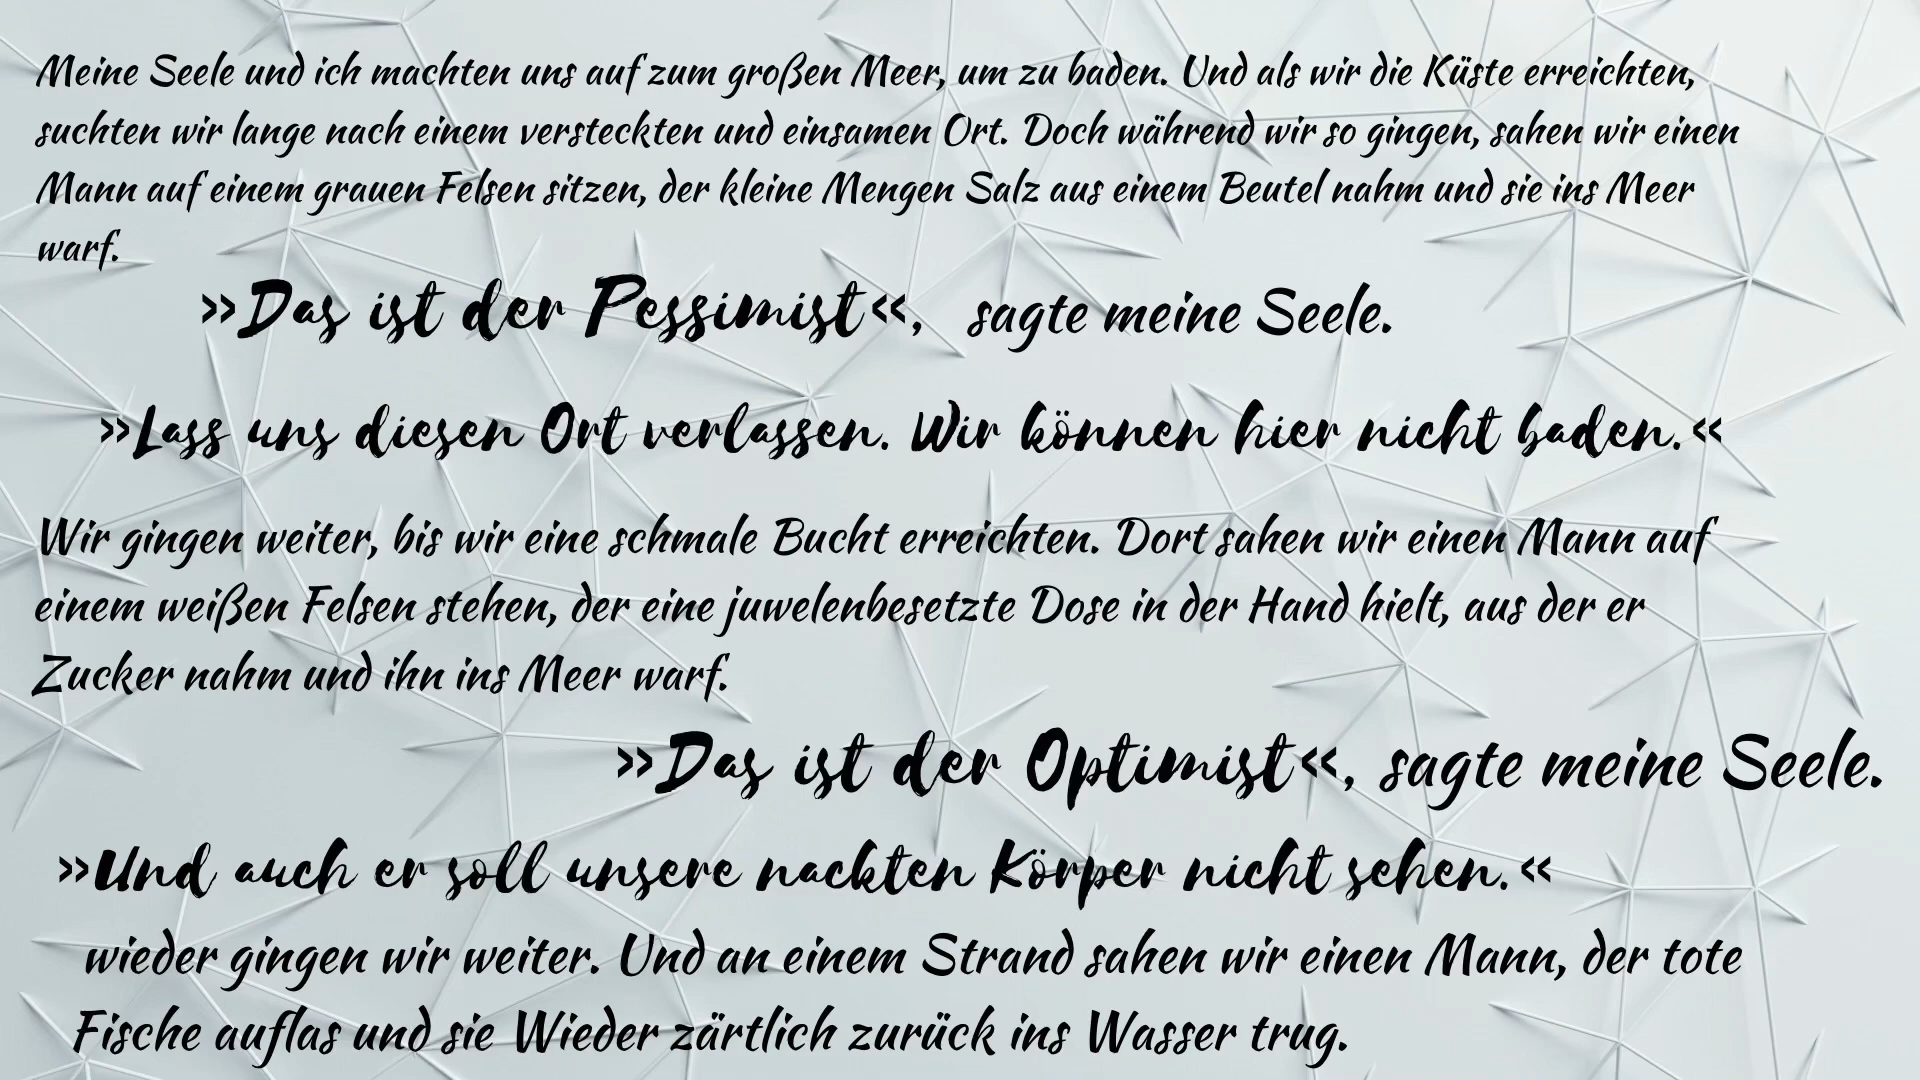 Meine Seele und ich machten uns auf zum großen Meer, um zu baden. Und als wir die Küste erreichten,
suchten wir lange nach einem versteckten und einsamen Ort. Doch während wir so gingen, sahen wir einen
Mann auf einem grauen Felsen sitzen, der kleine Mengen Salz aus einem Beutel nahm und sie ins Meer
warf.
»Das ist der Pessimist«, sagte meine Seele.
»Lass uns diesen Ort verlassen. Wir können hier nicht baden.«
Wir gingen weiter, bis wir eine schmale Bucht erreichten. Dort sahen wir einen Mann auf
einem weißen Felsen stehen, der eine juwelenbesetzte Dose in der Hand hielt, aus der er
Zucker nahm und ihn ins Meer warf.
»Das ist der Optimist«, sagte meine Seele.
»Und auch er soll unsere nackten Körper nicht sehen.«
wieder gingen wir weiter. Und an einem Strand sahen wir einen Mann, der tote
Fische auflas und sie Wieder zärtlich zurück ins Wasser trug.